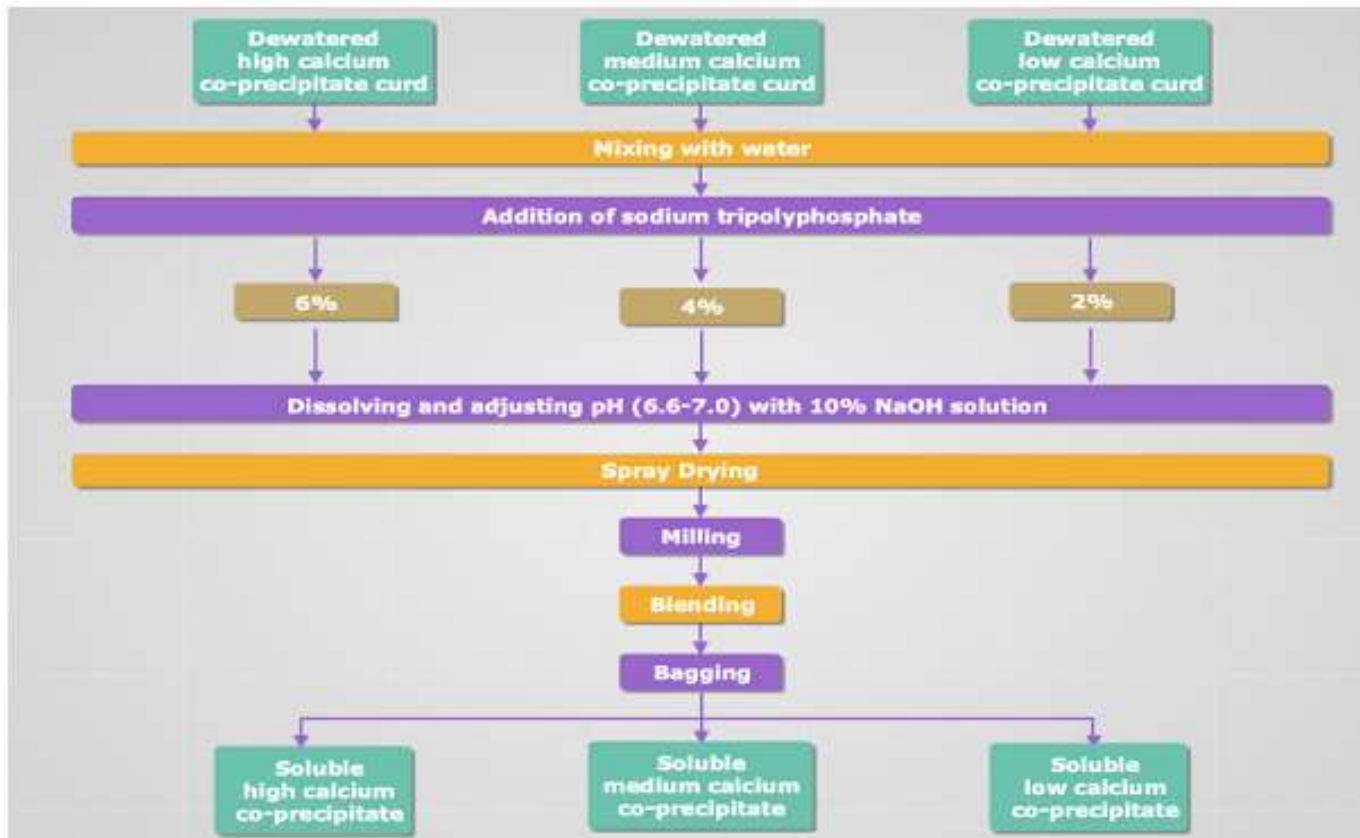 Dewatered
high calcium
co-precipitate curd
Dewatered
medium calcium
co-precipitate curd
Dewatered
low calcium
co-precipitate curd
Mixing with water
Addition of sodium tripolyphosphate
6%
4%
2%
Dissolving and adjusting pH (6.6-7.0) with 10% NaOH solution
Spray Drying
Milling
Blending
Bagging
Soluble
high calcium
co-precipitate
Soluble
medium calcium
co-precipitate
Soluble
low calcium
co-precipitate